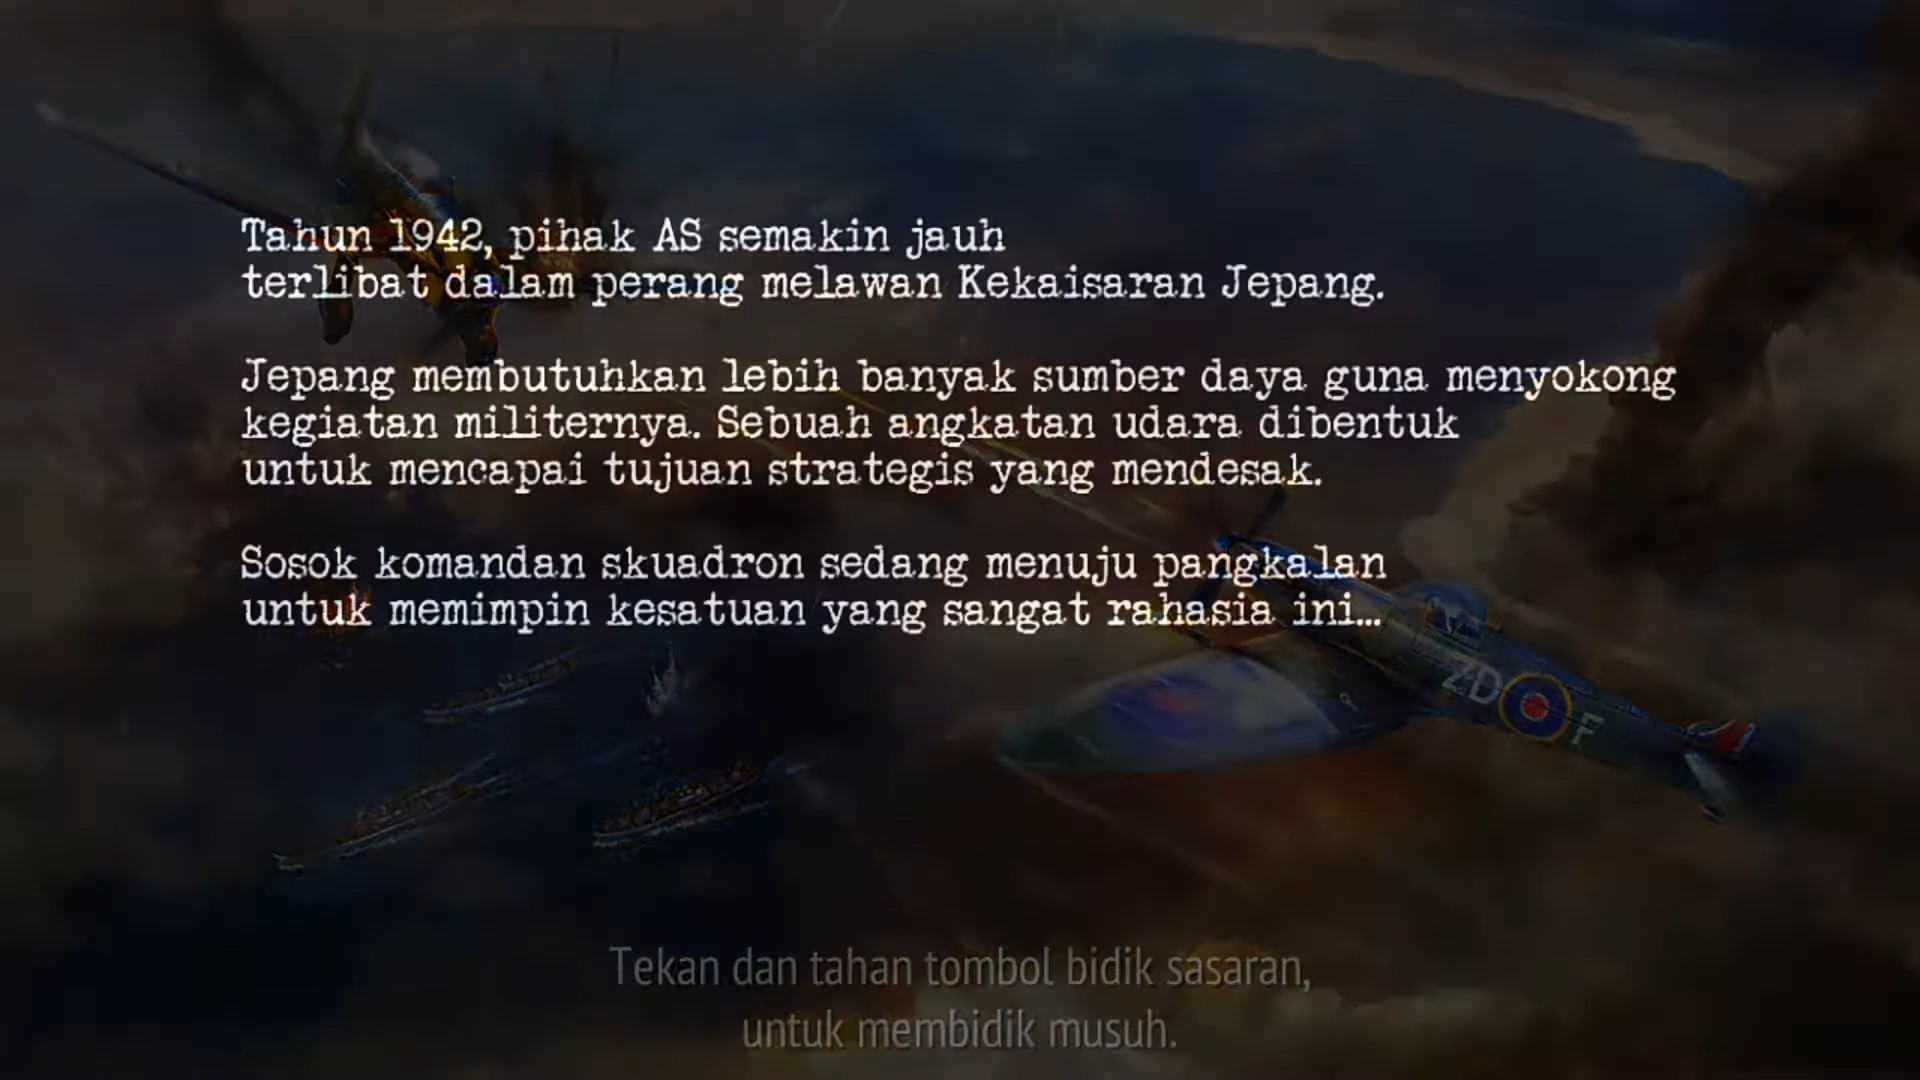 Tahun 1942, pihak AS semakin jauh
terlibat dalam perang melawan Kekaisaran Jepang.
Jepang membutuhkan lebih banyak sumber daya guna menyokong
kegiatan militernya. Sebuah angkatan udara dibentuk
untuk mencapai tujuan strategis yang mendesak.
Sosok komandan skuadron sedang menuju pangkalan
untuk memimpin kesatuan yang sangat rahasia ini...
ZD F
Tekan dan tahan tombol bidik sasaran,
untuk membidik musuh.